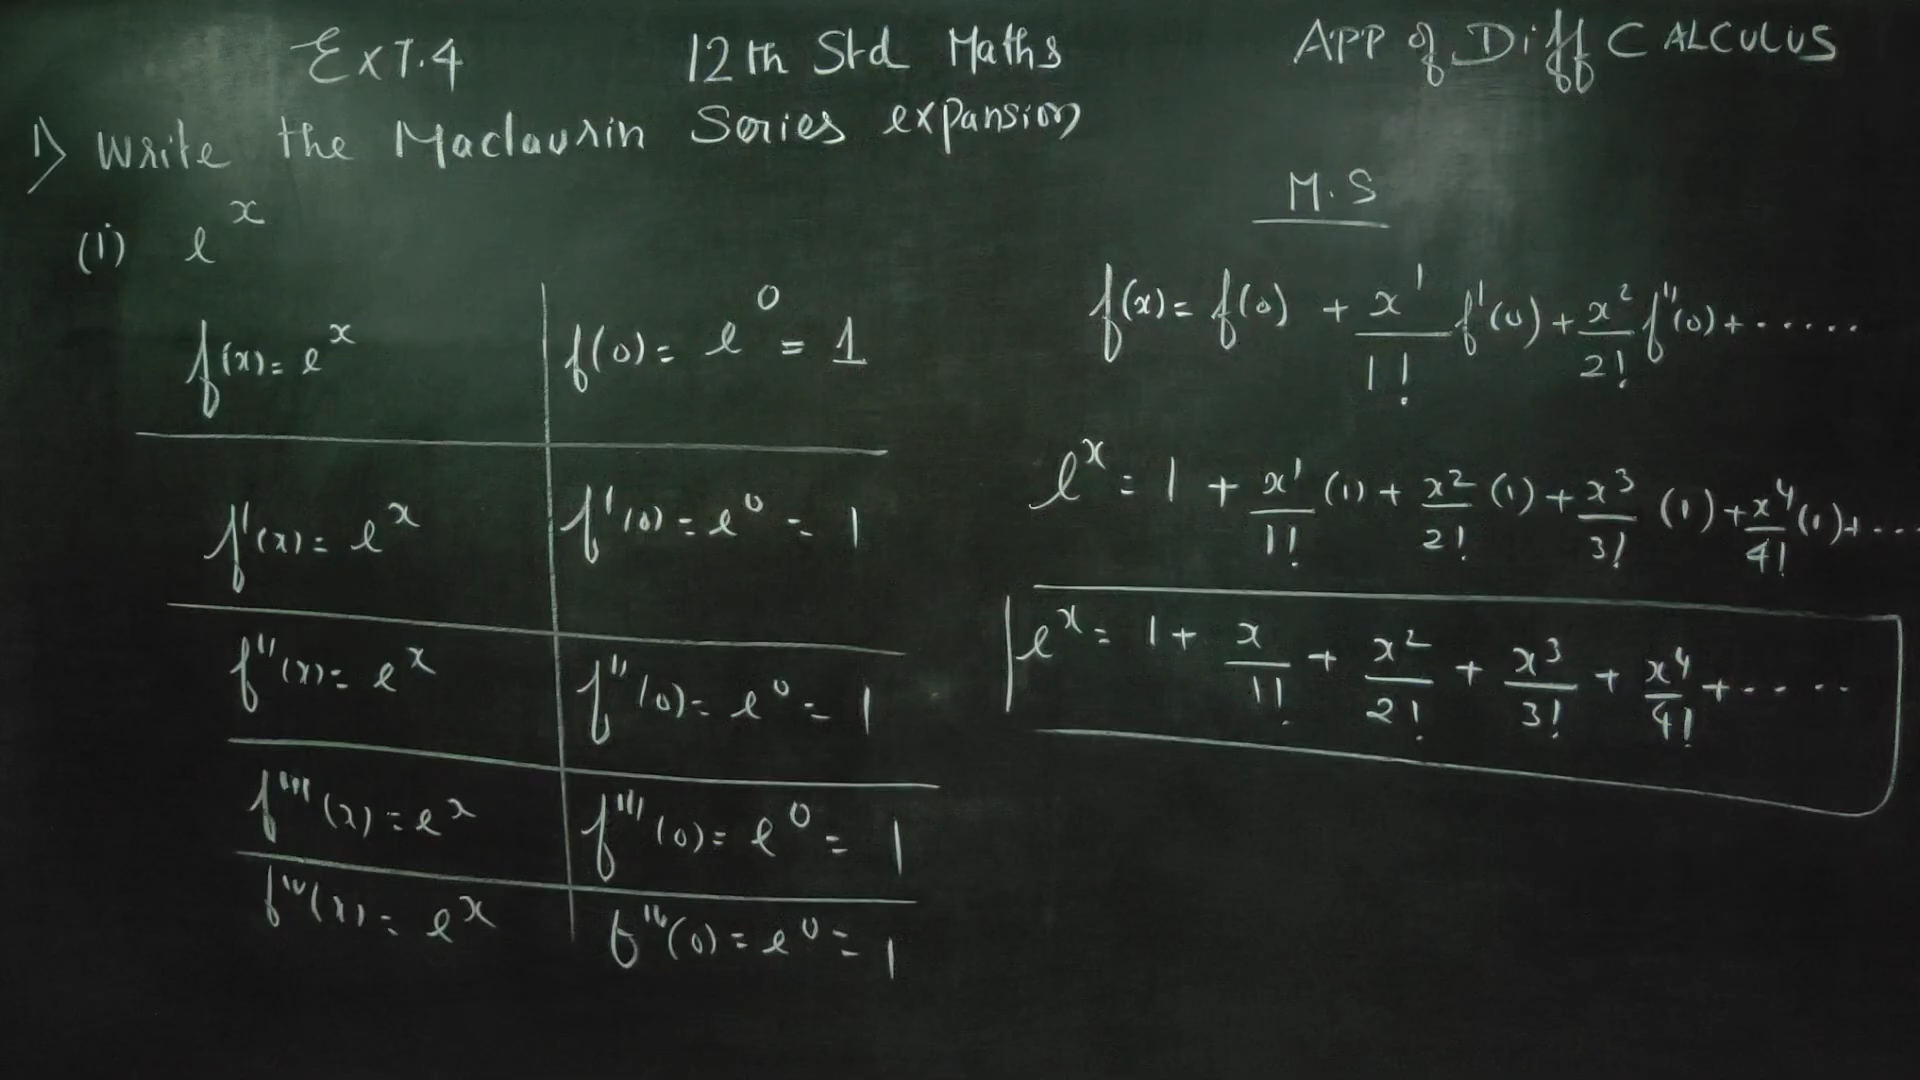 Ex 7.4 12th Std Maths APP of Diff CALCULUS
1) Write the Maclaurin Series expansion
(i) e^x
f(x) = e^x f(0) = e^0 = 1
f'(x) = e^x f'(0) = e^0 = 1
f''(x) = e^x f''(0) = e^0 = 1
f'''(x) = e^x f'''(0) = e^0 = 1
f^iv(x) = e^x f^iv(0) = e^0 = 1
M.S
f(x) = f(0) + x^1/1! f'(0) + x^2/2! f''(0) + ......
e^x = 1 + x^1/1! (1) + x^2/2! (1) + x^3/3! (1) + x^4/4! (1) + ...
e^x = 1 + x/1! + x^2/2! + x^3/3! + x^4/4! + .....